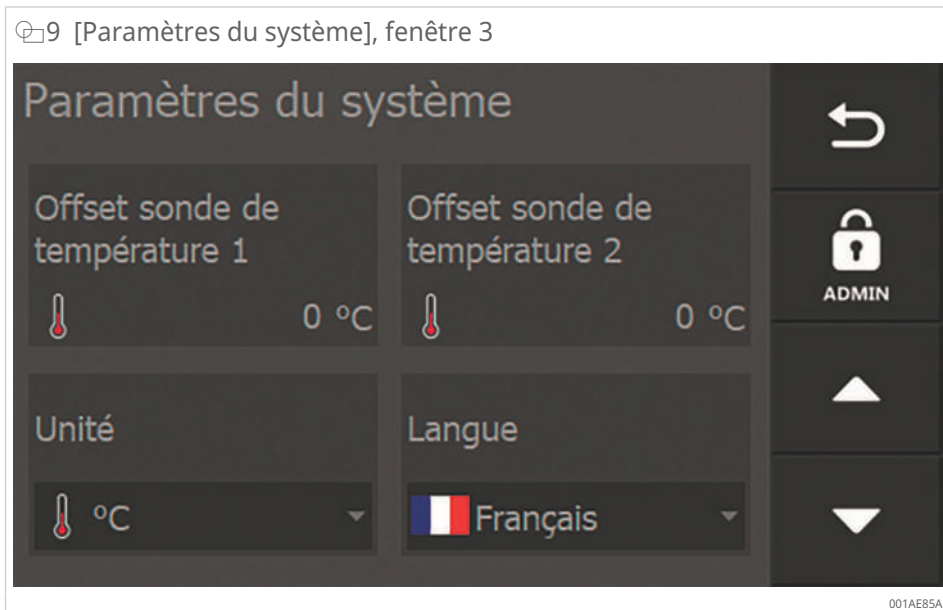 9 [Paramètres du système], fenêtre 3
Paramètres du système
Offset sonde de
température 1
0 °C
Offset sonde de
température 2
0 °C
Unité
°C
Langue
Français
ADMIN
001AE85A